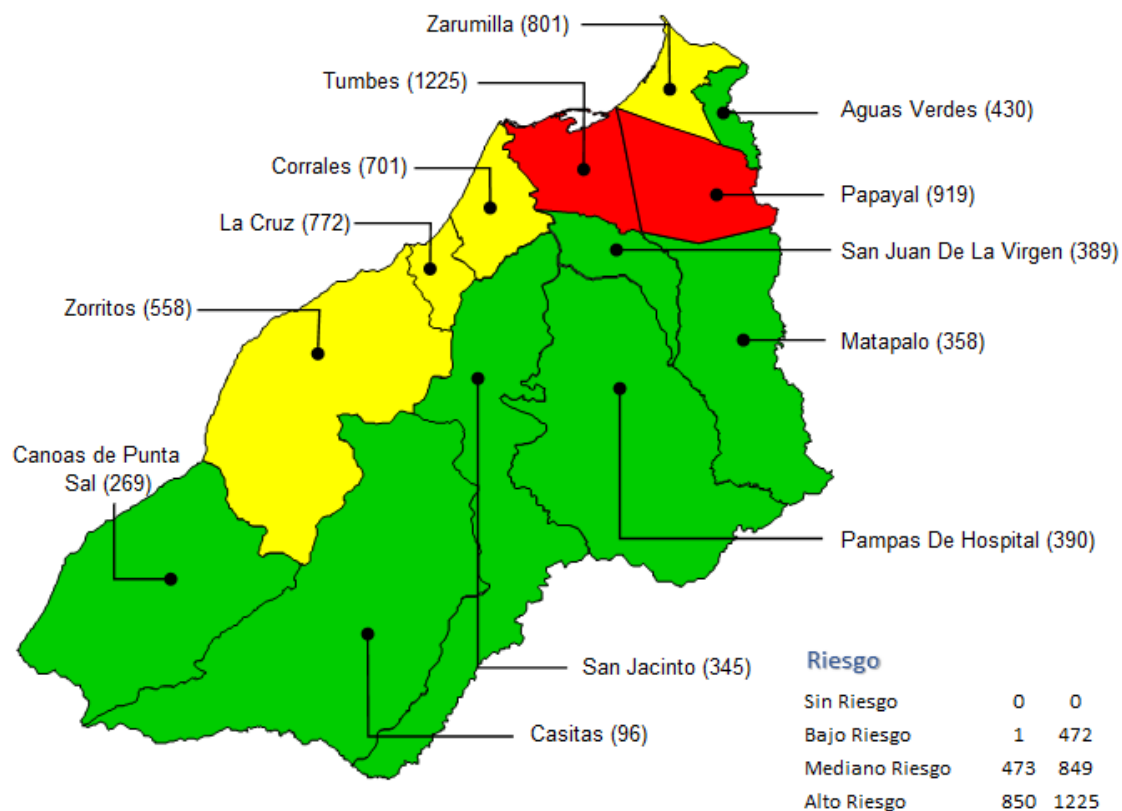 Zarumilla (801)
Tumbes (1225)
Aguas Verdes (430)
Corrales (701)
Papayal (919)
La Cruz (772)
San Juan De La Virgen (389)
Zorritos (558)
Matapalo (358)
Canoas de Punta
Sal (269)
Pampas De Hospital (390)
San Jacinto (345)
Casitas (96)
Riesgo
Sin Riesgo 0 0
Bajo Riesgo 1 472
Mediano Riesgo 473 849
Alto Riesgo 850 1225